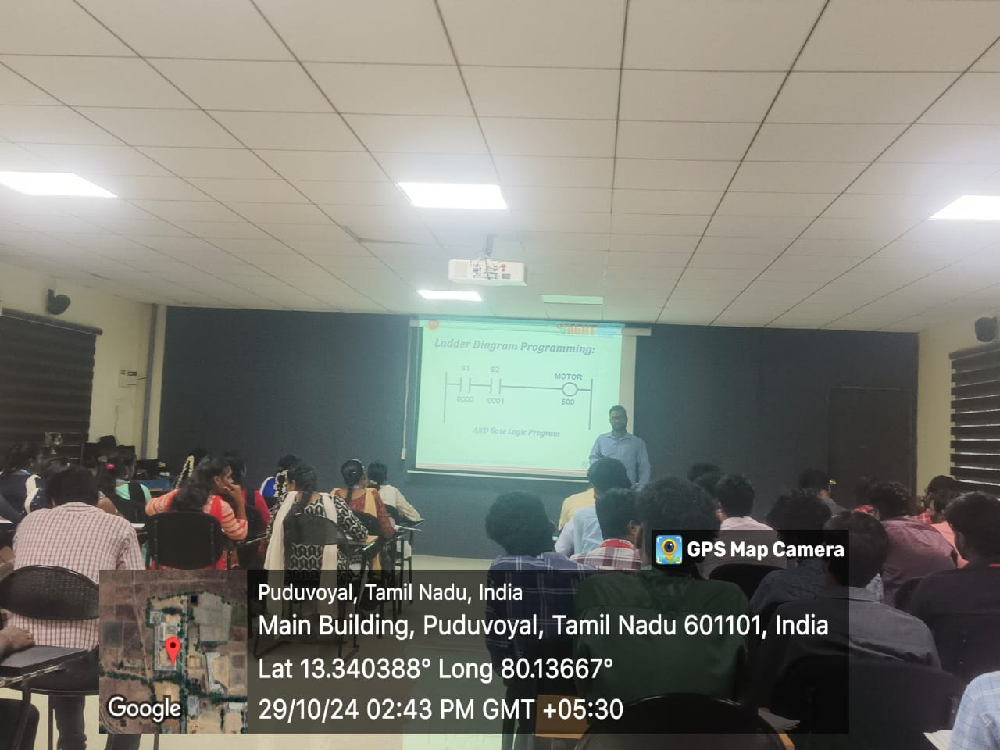 Ladder Diagram Programming:
S1 S2 MOTOR
0000 0001 500
AND Gate Logic Program
GPS Map Camera
Puduvoyal, Tamil Nadu, India
Main Building, Puduvoyal, Tamil Nadu 601101, India
Lat 13.340388° Long 80.13667°
29/10/24 02:43 PM GMT +05:30
Google